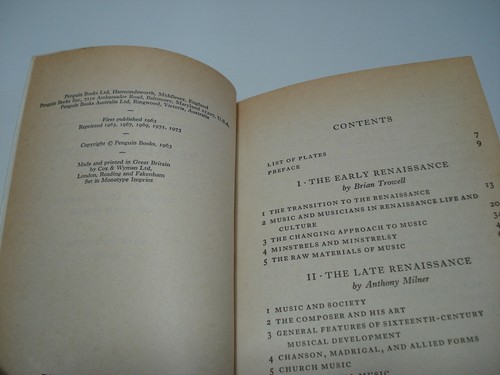 Penguin Books Ltd, Harmondsworth, Middlesex, England
Penguin Books Inc, 7110 Ambassador Road, Baltimore, Maryland 21207, U.S.A.
Penguin Books Australia Ltd, Ringwood, Victoria, Australia
First published 1963
Reprinted 1965, 1967, 1969, 1971, 1973
Copyright © Penguin Books, 1963
Made and printed in Great Britain
by Cox & Wyman Ltd,
London, Reading and Fakenham
Set in Monotype Imprint
CONTENTS
LIST OF PLATES 7
PREFACE 9
I · THE EARLY RENAISSANCE
by Brian Trowell
1 THE TRANSITION TO THE RENAISSANCE 13
2 MUSIC AND MUSICIANS IN RENAISSANCE LIFE AND
CULTURE
3 THE CHANGING APPROACH TO MUSIC
4 MINSTRELS AND MINSTRELSY
5 THE RAW MATERIALS OF MUSIC
II · THE LATE RENAISSANCE
by Anthony Milner
1 MUSIC AND SOCIETY
2 THE COMPOSER AND HIS ART
3 GENERAL FEATURES OF SIXTEENTH-CENTURY
MUSICAL DEVELOPMENT
4 CHANSON, MADRIGAL, AND ALLIED FORMS
5 CHURCH MUSIC
MUSIC